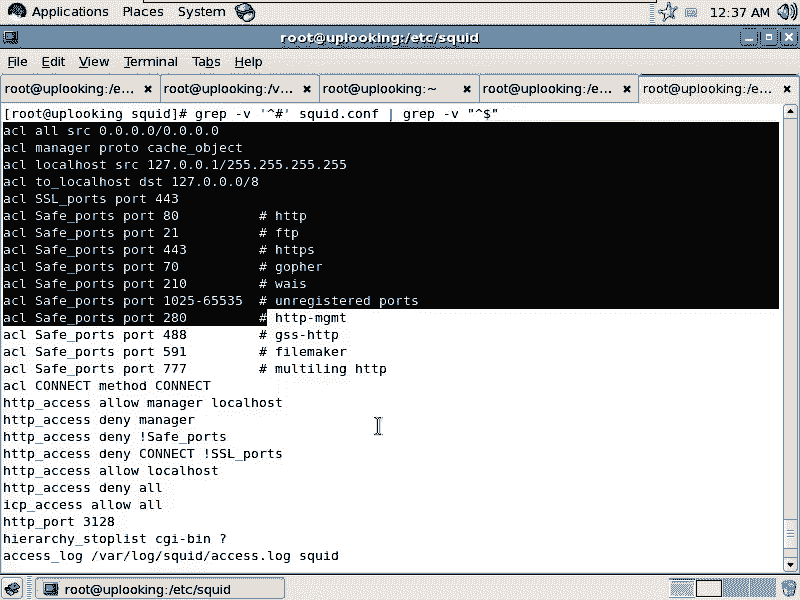 Applications Places System 12:37 AM
root@uplooking:/etc/squid
File Edit View Terminal Tabs Help
root@uplooking:/e... root@uplooking:/v... root@uplooking:~ root@uplooking:/e... root@uplooking:/e...
[root@uplooking squid]# grep -v '^#' squid.conf | grep -v "^$"
acl all src 0.0.0.0/0.0.0.0
acl manager proto cache_object
acl localhost src 127.0.0.1/255.255.255.255
acl to_localhost dst 127.0.0.0/8
acl SSL_ports port 443
acl Safe_ports port 80         # http
acl Safe_ports port 21         # ftp
acl Safe_ports port 443        # https
acl Safe_ports port 70         # gopher
acl Safe_ports port 210        # wais
acl Safe_ports port 1025-65535  # unregistered ports
acl Safe_ports port 280        # http-mgmt
acl Safe_ports port 488        # gss-http
acl Safe_ports port 591        # filemaker
acl Safe_ports port 777        # multiling http
acl CONNECT method CONNECT
http_access allow manager localhost
http_access deny manager
http_access deny !Safe_ports
http_access deny CONNECT !SSL_ports
http_access allow localhost
http_access deny all
icp_access allow all
http_port 3128
hierarchy_stoplist cgi-bin ?
access_log /var/log/squid/access.log squid
root@uplooking:/etc/squid